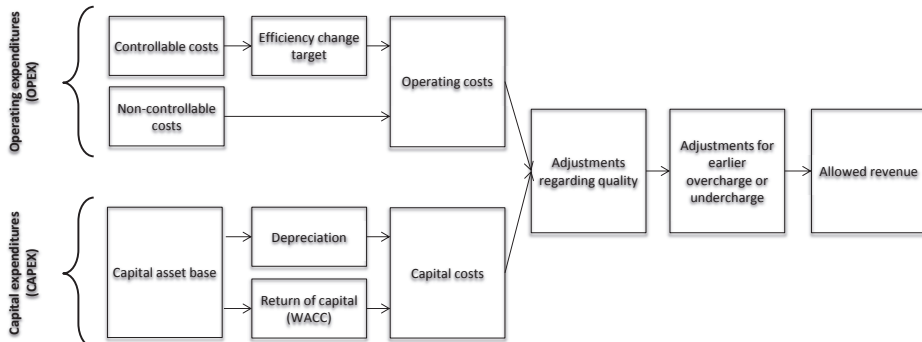 Operating expenditures
(OPEX)
Controllable costs
Efficiency change
target
Non-controllable
costs
Operating costs
Capital expenditures
(CAPEX)
Capital asset base
Depreciation
Return of capital
(WACC)
Capital costs
Adjustments
regarding quality
Adjustments for
earlier
overcharge or
undercharge
Allowed revenue